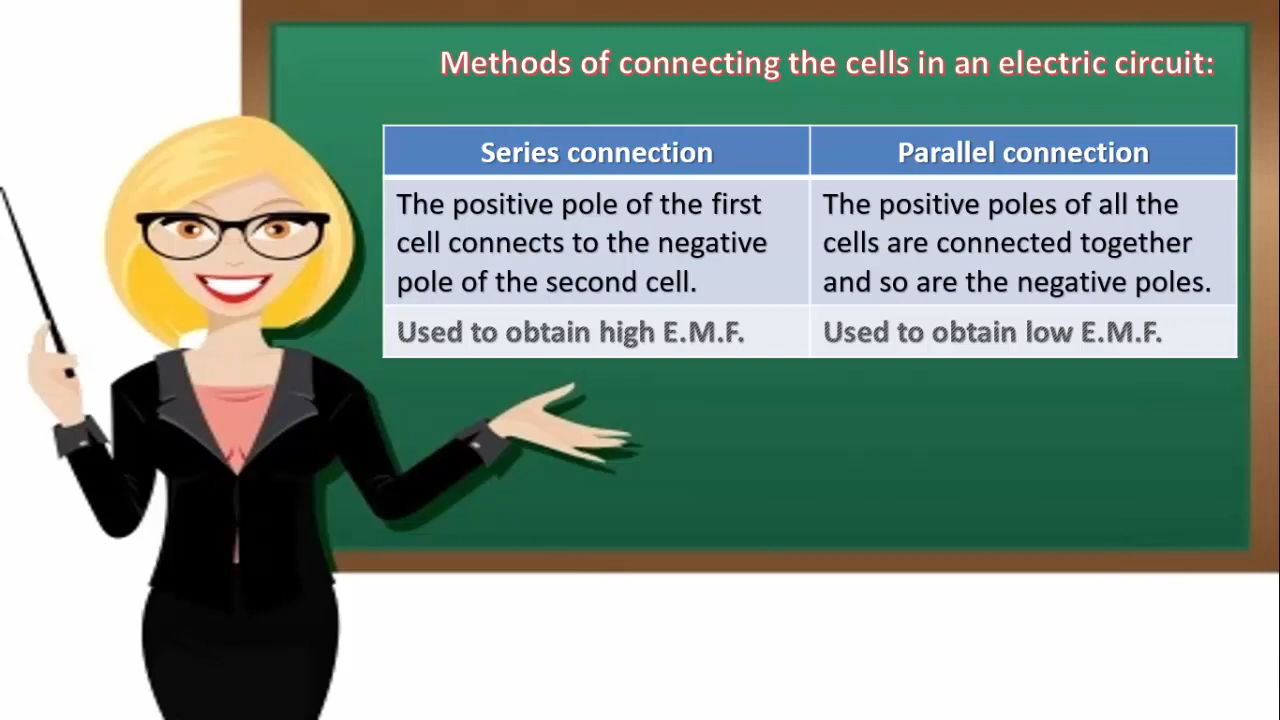 Methods of connecting the cells in an electric circuit:
Series connection
Parallel connection
The positive pole of the first
cell connects to the negative
pole of the second cell.
The positive poles of all the
cells are connected together
and so are the negative poles.
Used to obtain high E.M.F.
Used to obtain low E.M.F.